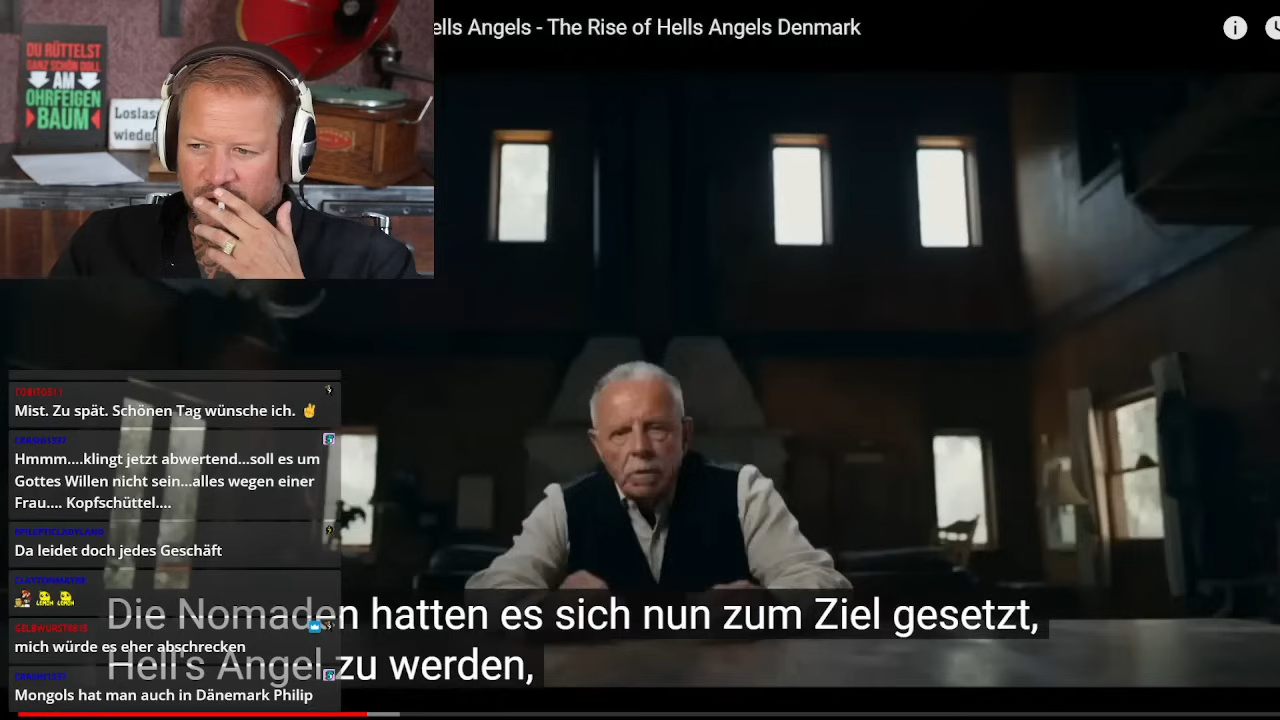 ells Angels - The Rise of Hells Angels Denmark
DU RÜTTELST
GANZ SCHÖN DOLL
AM
OHRFEIGEN
BAUM
Loslas
wiede
Mist. Zu spät. Schönen Tag wünsche ich. ✌
Hmmm....klingt jetzt abwertend...soll es um
Gottes Willen nicht sein...alles wegen einer
Frau.... Kopfschüttel....
Da leidet doch jedes Geschäft
mich würde es eher abschrecken
Mongols hat man auch in Dänemark Philip
Die Nomaden hatten es sich nun zum Ziel gesetzt,
Hell's Angel zu werden,